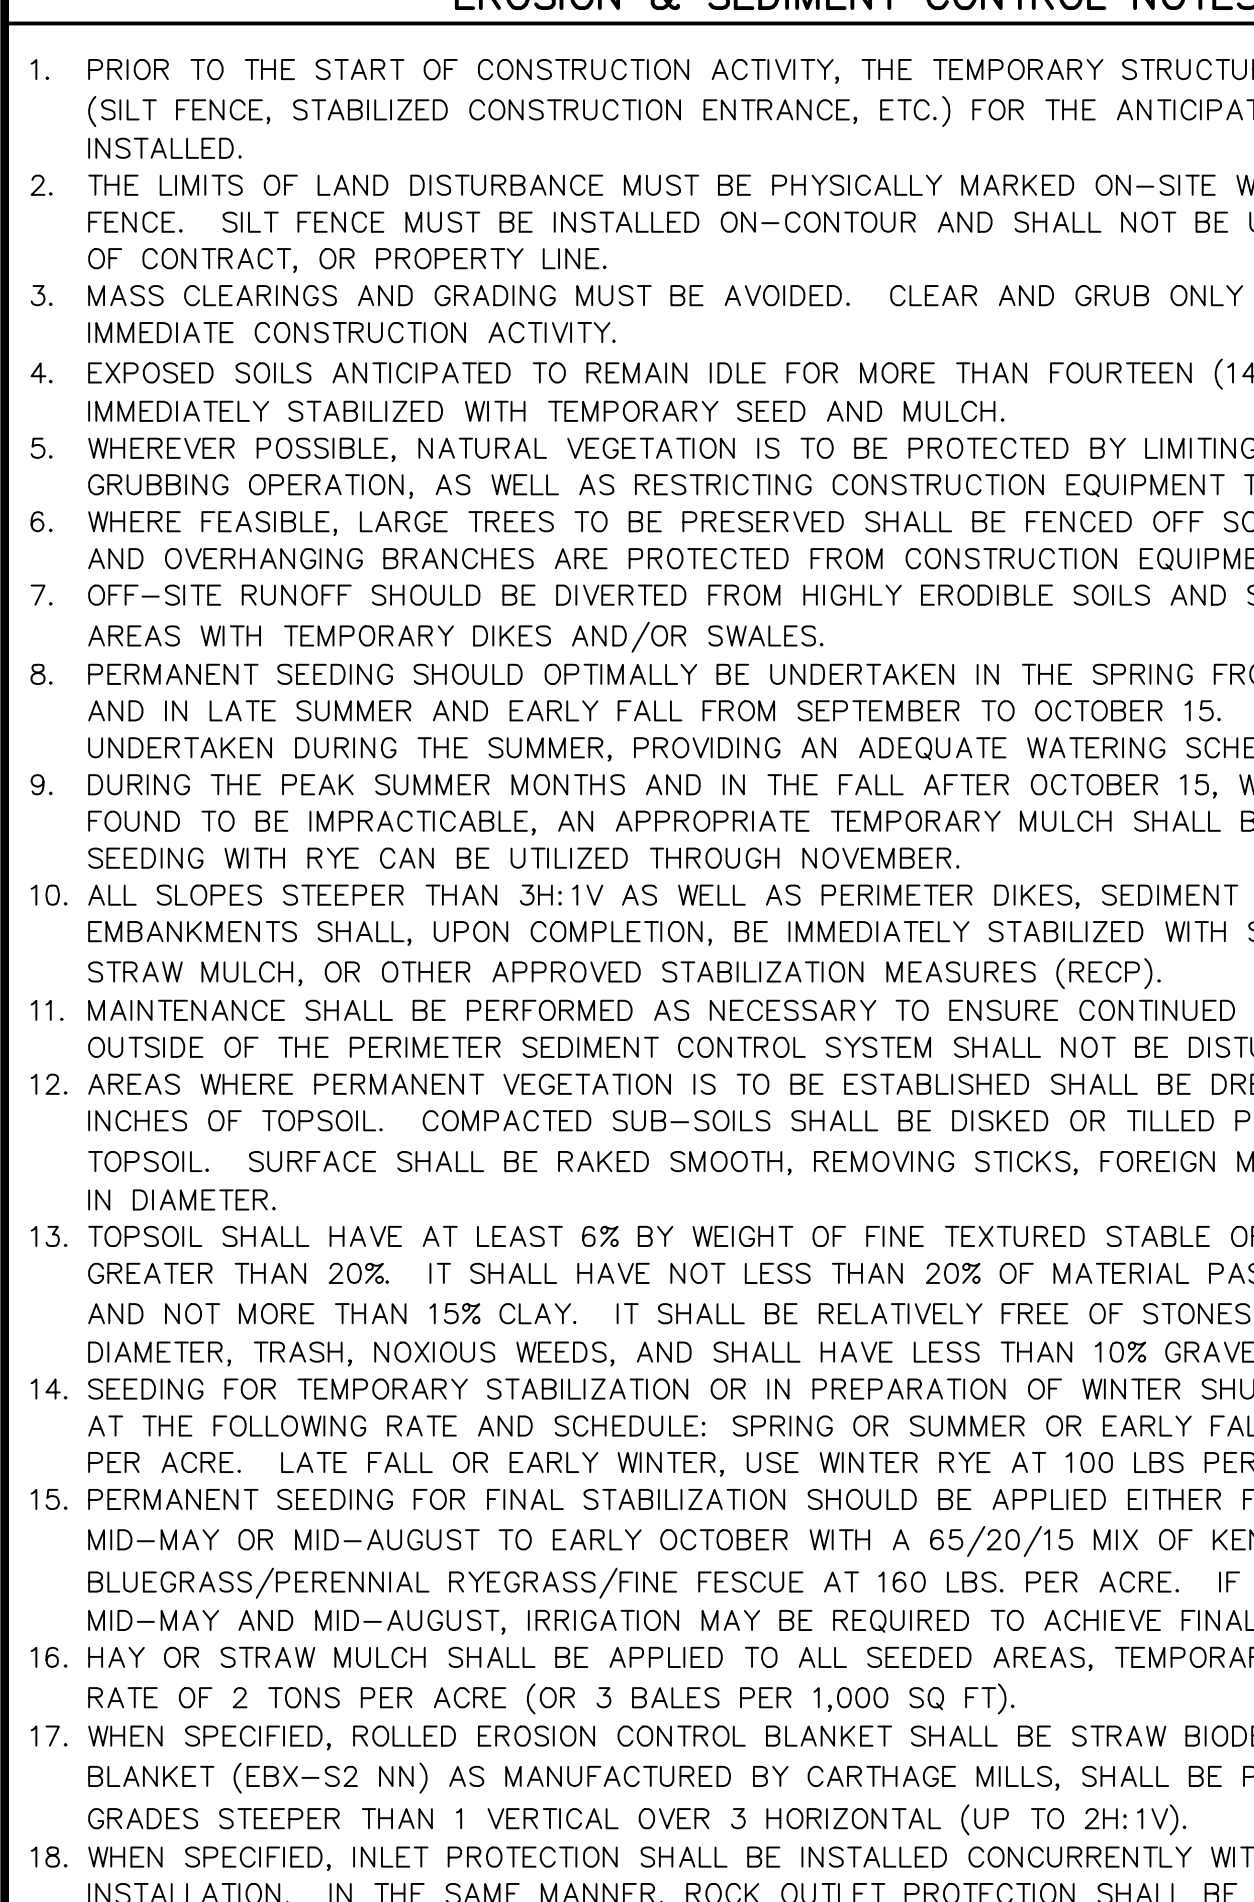 EROSION & SEDIMENT CONTROL NOTES
1. PRIOR TO THE START OF CONSTRUCTION ACTIVITY, THE TEMPORARY
(SILT FENCE, STABILIZED CONSTRUCTION ENTRANCE, ETC.) FOR THE
INSTALLED.
2. THE LIMITS OF LAND DISTURBANCE MUST BE PHYSICALLY MARKED ON-SITE
FENCE. SILT FENCE MUST BE INSTALLED ON-CONTOUR AND SHALL NOT BE
OF CONTRACT, OR PROPERTY LINE.
3. MASS CLEARINGS AND GRADING MUST BE AVOIDED. CLEAR AND GRUB ONLY
IMMEDIATE CONSTRUCTION ACTIVITY.
4. EXPOSED SOILS ANTICIPATED TO REMAIN IDLE FOR MORE THAN FOURTEEN (14
IMMEDIATELY STABILIZED WITH TEMPORARY SEED AND MULCH.
5. WHEREVER POSSIBLE, NATURAL VEGETATION IS TO BE PROTECTED BY LIMITING
GRUBBING OPERATION, AS WELL AS RESTRICTING CONSTRUCTION EQUIPMENT
6. WHERE FEASIBLE, LARGE TREES TO BE PRESERVED SHALL BE FENCED OFF
AND OVERHANGING BRANCHES ARE PROTECTED FROM CONSTRUCTION
7. OFF-SITE RUNOFF SHOULD BE DIVERTED FROM HIGHLY ERODIBLE SOILS AND
AREAS WITH TEMPORARY DIKES AND/OR SWALES.
8. PERMANENT SEEDING SHOULD OPTIMALLY BE UNDERTAKEN IN THE SPRING
AND IN LATE SUMMER AND EARLY FALL FROM SEPTEMBER TO OCTOBER 15.
UNDERTAKEN DURING THE SUMMER, PROVIDING AN ADEQUATE WATERING
9. DURING THE PEAK SUMMER MONTHS AND IN THE FALL AFTER OCTOBER 15,
FOUND TO BE IMPRACTICABLE, AN APPROPRIATE TEMPORARY MULCH SHALL
SEEDING WITH RYE CAN BE UTILIZED THROUGH NOVEMBER.
10. ALL SLOPES STEEPER THAN 3H:1V AS WELL AS PERIMETER DIKES, SEDIMENT
EMBANKMENTS SHALL, UPON COMPLETION, BE IMMEDIATELY STABILIZED WITH
STRAW MULCH, OR OTHER APPROVED STABILIZATION MEASURES (RECP).
11. MAINTENANCE SHALL BE PERFORMED AS NECESSARY TO ENSURE CONTINUED
OUTSIDE OF THE PERIMETER SEDIMENT CONTROL SYSTEM SHALL NOT BE
12. AREAS WHERE PERMANENT VEGETATION IS TO BE ESTABLISHED SHALL BE
INCHES OF TOPSOIL. COMPACTED SUB-SOILS SHALL BE DISKED OR TILLED
TOPSOIL. SURFACE SHALL BE RAKED SMOOTH, REMOVING STICKS, FOREIGN
IN DIAMETER.
13. TOPSOIL SHALL HAVE AT LEAST 6% BY WEIGHT OF FINE TEXTURED STABLE
GREATER THAN 20%. IT SHALL HAVE NOT LESS THAN 20% OF MATERIAL
AND NOT MORE THAN 15% CLAY. IT SHALL BE RELATIVELY FREE OF STONES
DIAMETER, TRASH, NOXIOUS WEEDS, AND SHALL HAVE LESS THAN 10%
14. SEEDING FOR TEMPORARY STABILIZATION OR IN PREPARATION OF WINTER
AT THE FOLLOWING RATE AND SCHEDULE: SPRING OR SUMMER OR EARLY
PER ACRE. LATE FALL OR EARLY WINTER, USE WINTER RYE AT 100 LBS PER
15. PERMANENT SEEDING FOR FINAL STABILIZATION SHOULD BE APPLIED EITHER
MID-MAY OR MID-AUGUST TO EARLY OCTOBER WITH A 65/20/15 MIX OF
BLUEGRASS/PERENNIAL RYEGRASS/FINE FESCUE AT 160 LBS. PER ACRE. IF
MID-MAY AND MID-AUGUST, IRRIGATION MAY BE REQUIRED TO ACHIEVE FINAL
16. HAY OR STRAW MULCH SHALL BE APPLIED TO ALL SEEDED AREAS,
RATE OF 2 TONS PER ACRE (OR 3 BALES PER 1,000 SQ FT).
17. WHEN SPECIFIED, ROLLED EROSION CONTROL BLANKET SHALL BE STRAW
BLANKET (EBX-S2 NN) AS MANUFACTURED BY CARTHAGE MILLS, SHALL BE
GRADES STEEPER THAN 1 VERTICAL OVER 3 HORIZONTAL (UP TO 2H:1V).
18. WHEN SPECIFIED, INLET PROTECTION SHALL BE INSTALLED CONCURRENTLY
INSTALLATION. IN THE SAME MANNER, ROCK OUTLET PROTECTION SHALL BE